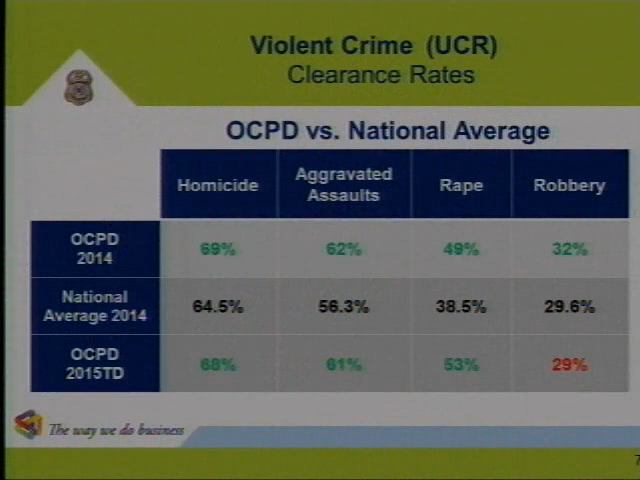 Violent Crime (UCR)
Clearance Rates
OCPD vs. National Average
Homicide
Aggravated
Assaults
Rape
Robbery
OCPD
2014
69%
62%
49%
32%
National
Average 2014
64.5%
56.3%
38.5%
29.6%
OCPD
2015TD
68%
61%
53%
29%
The way we do business
7